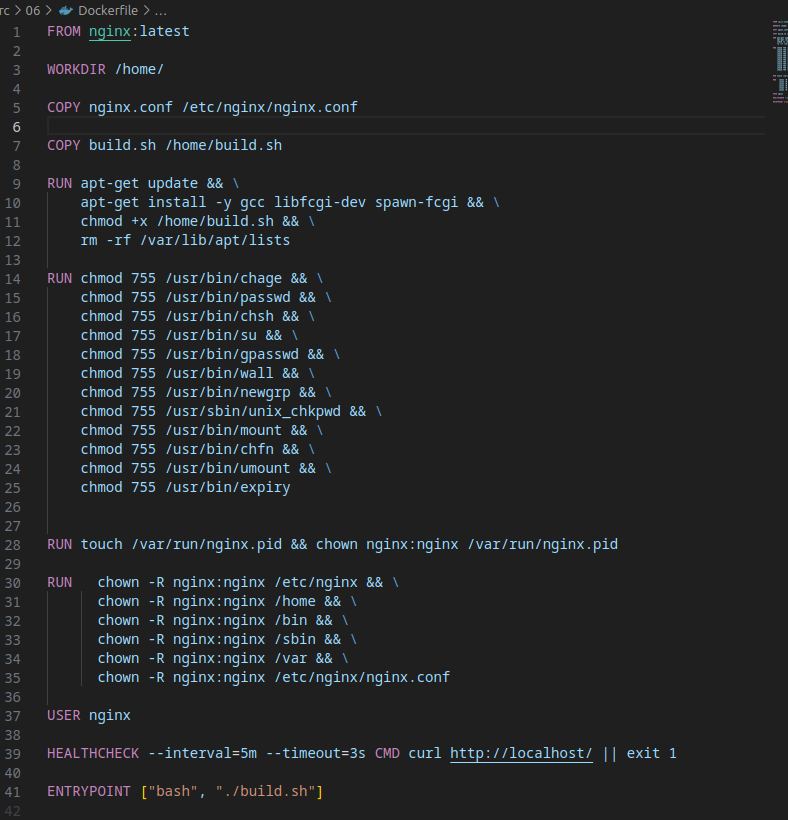 rc > 06 > Dockerfile > ...
1 FROM nginx:latest
2
3 WORKDIR /home/
4
5 COPY nginx.conf /etc/nginx/nginx.conf
6
7 COPY build.sh /home/build.sh
8
9 RUN apt-get update && \
10     apt-get install -y gcc libfcgi-dev spawn-fcgi && \
11     chmod +x /home/build.sh && \
12     rm -rf /var/lib/apt/lists
13
14 RUN chmod 755 /usr/bin/chage && \
15     chmod 755 /usr/bin/passwd && \
16     chmod 755 /usr/bin/chsh && \
17     chmod 755 /usr/bin/su && \
18     chmod 755 /usr/bin/gpasswd && \
19     chmod 755 /usr/bin/wall && \
20     chmod 755 /usr/bin/newgrp && \
21     chmod 755 /usr/sbin/unix_chkpwd && \
22     chmod 755 /usr/bin/mount && \
23     chmod 755 /usr/bin/chfn && \
24     chmod 755 /usr/bin/umount && \
25     chmod 755 /usr/bin/expiry
26
27
28 RUN touch /var/run/nginx.pid && chown nginx:nginx /var/run/nginx.pid
29
30 RUN   chown -R nginx:nginx /etc/nginx && \
31       chown -R nginx:nginx /home && \
32       chown -R nginx:nginx /bin && \
33       chown -R nginx:nginx /sbin && \
34       chown -R nginx:nginx /var && \
35       chown -R nginx:nginx /etc/nginx/nginx.conf
36
37 USER nginx
38
39 HEALTHCHECK --interval=5m --timeout=3s CMD curl http://localhost/ || exit 1
40
41 ENTRYPOINT ["bash", "./build.sh"]
42